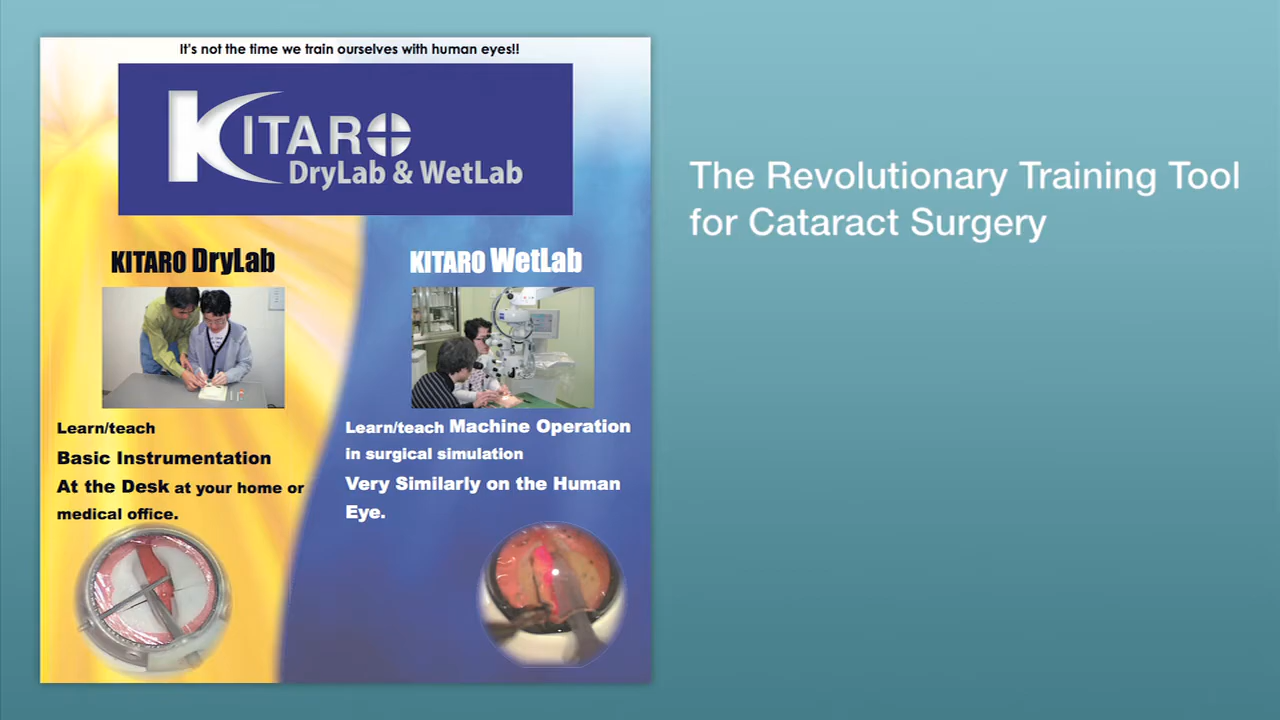 It's not the time we train ourselves with human eyes!!
KITARO
DryLab & WetLab
The Revolutionary Training Tool
for Cataract Surgery
KITARO DryLab
Learn/teach
Basic Instrumentation
At the Desk at your home or
medical office.
KITARO WetLab
Learn/teach Machine Operation
in surgical simulation
Very Similarly on the Human
Eye.